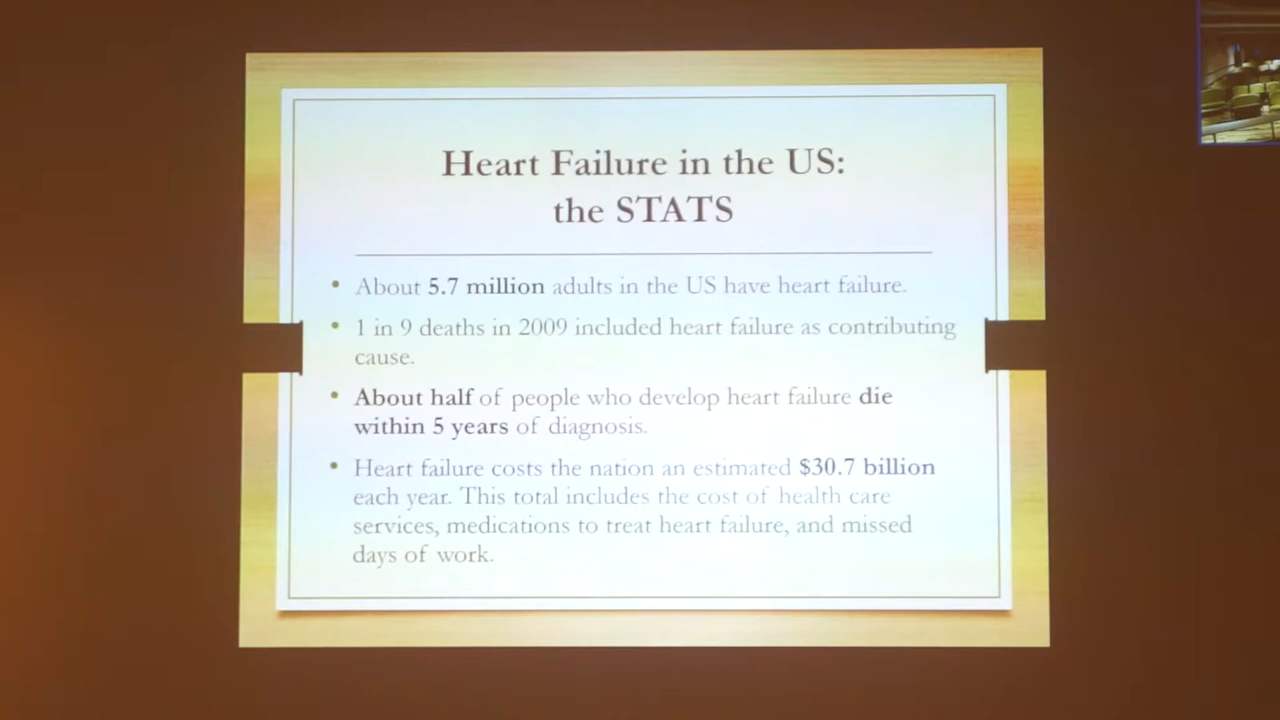 Heart Failure in the US:
the STATS
• About 5.7 million adults in the US have heart failure.
• 1 in 9 deaths in 2009 included heart failure as contributing
cause.
• About half of people who develop heart failure die
within 5 years of diagnosis.
• Heart failure costs the nation an estimated $30.7 billion
each year. This total includes the cost of health care
services, medications to treat heart failure, and missed
days of work.